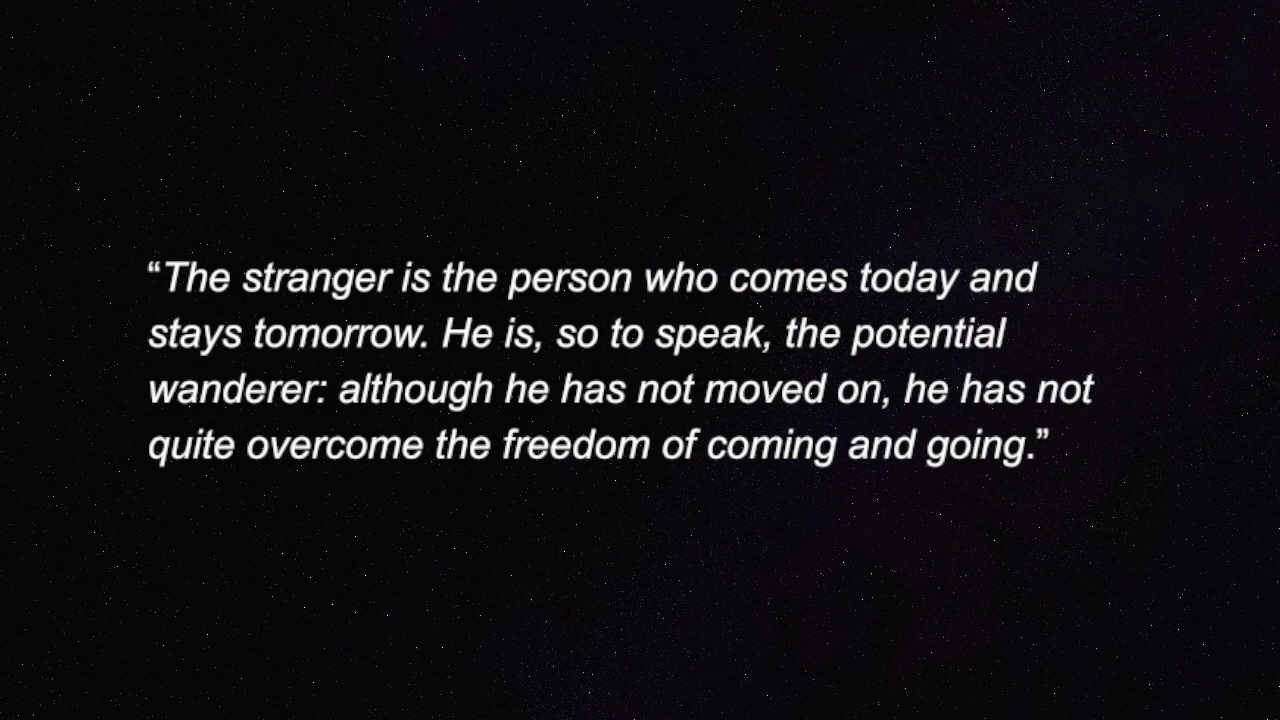 “The stranger is the person who comes today and
stays tomorrow. He is, so to speak, the potential
wanderer: although he has not moved on, he has not
quite overcome the freedom of coming and going.”